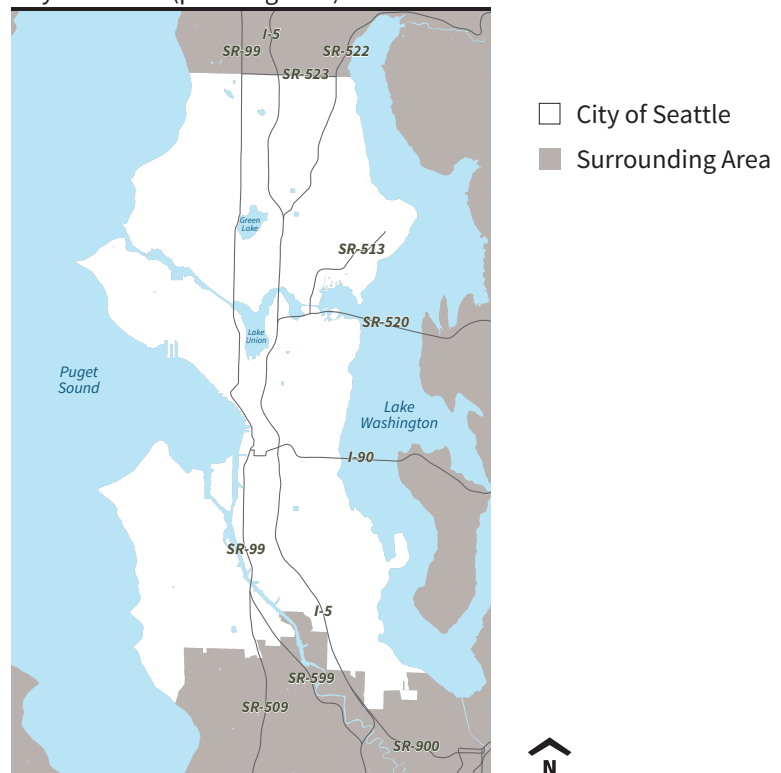 I-5
SR-99
SR-522
SR-523
City of Seattle
Surrounding Area
Green
Lake
SR-513
SR-520
Lake
Union
Puget
Sound
Lake
Washington
I-90
SR-99
I-5
SR-599
SR-509
SR-900
N